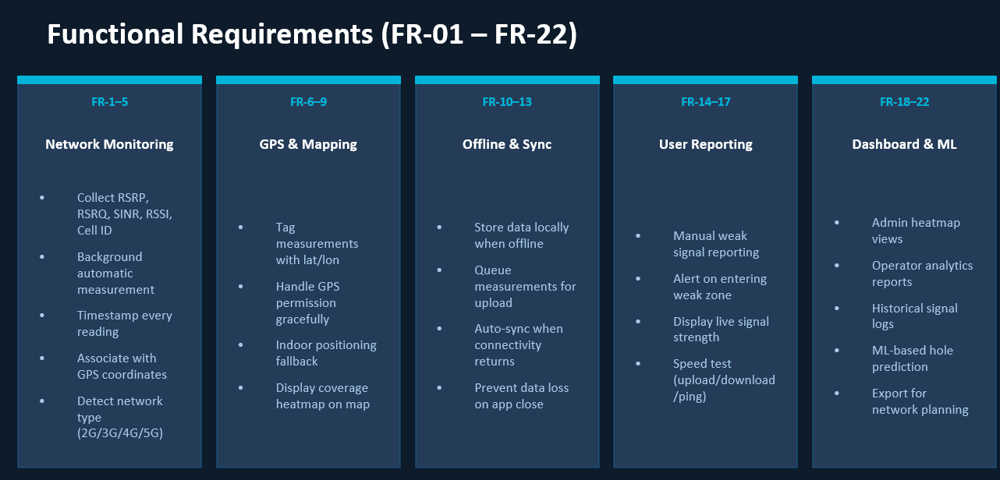 Functional Requirements (FR-01 – FR-22)
FR-1–5
Network Monitoring
• Collect RSRP,
RSRQ, SINR, RSSI,
Cell ID
• Background
automatic
measurement
• Timestamp every
reading
• Associate with
GPS coordinates
• Detect network
type
(2G/3G/4G/5G)
FR-6–9
GPS & Mapping
• Tag
measurements
with lat/lon
• Handle GPS
permission
gracefully
• Indoor positioning
fallback
• Display coverage
heatmap on map
FR-10–13
Offline & Sync
• Store data locally
when offline
• Queue
measurements for
upload
• Auto-sync when
connectivity
returns
• Prevent data loss
on app close
FR-14–17
User Reporting
• Manual weak
signal reporting
• Alert on entering
weak zone
• Display live signal
strength
• Speed test
(upload/download
/ping)
FR-18–22
Dashboard & ML
• Admin heatmap
views
• Operator analytics
reports
• Historical signal
logs
• ML-based hole
prediction
• Export for
network planning